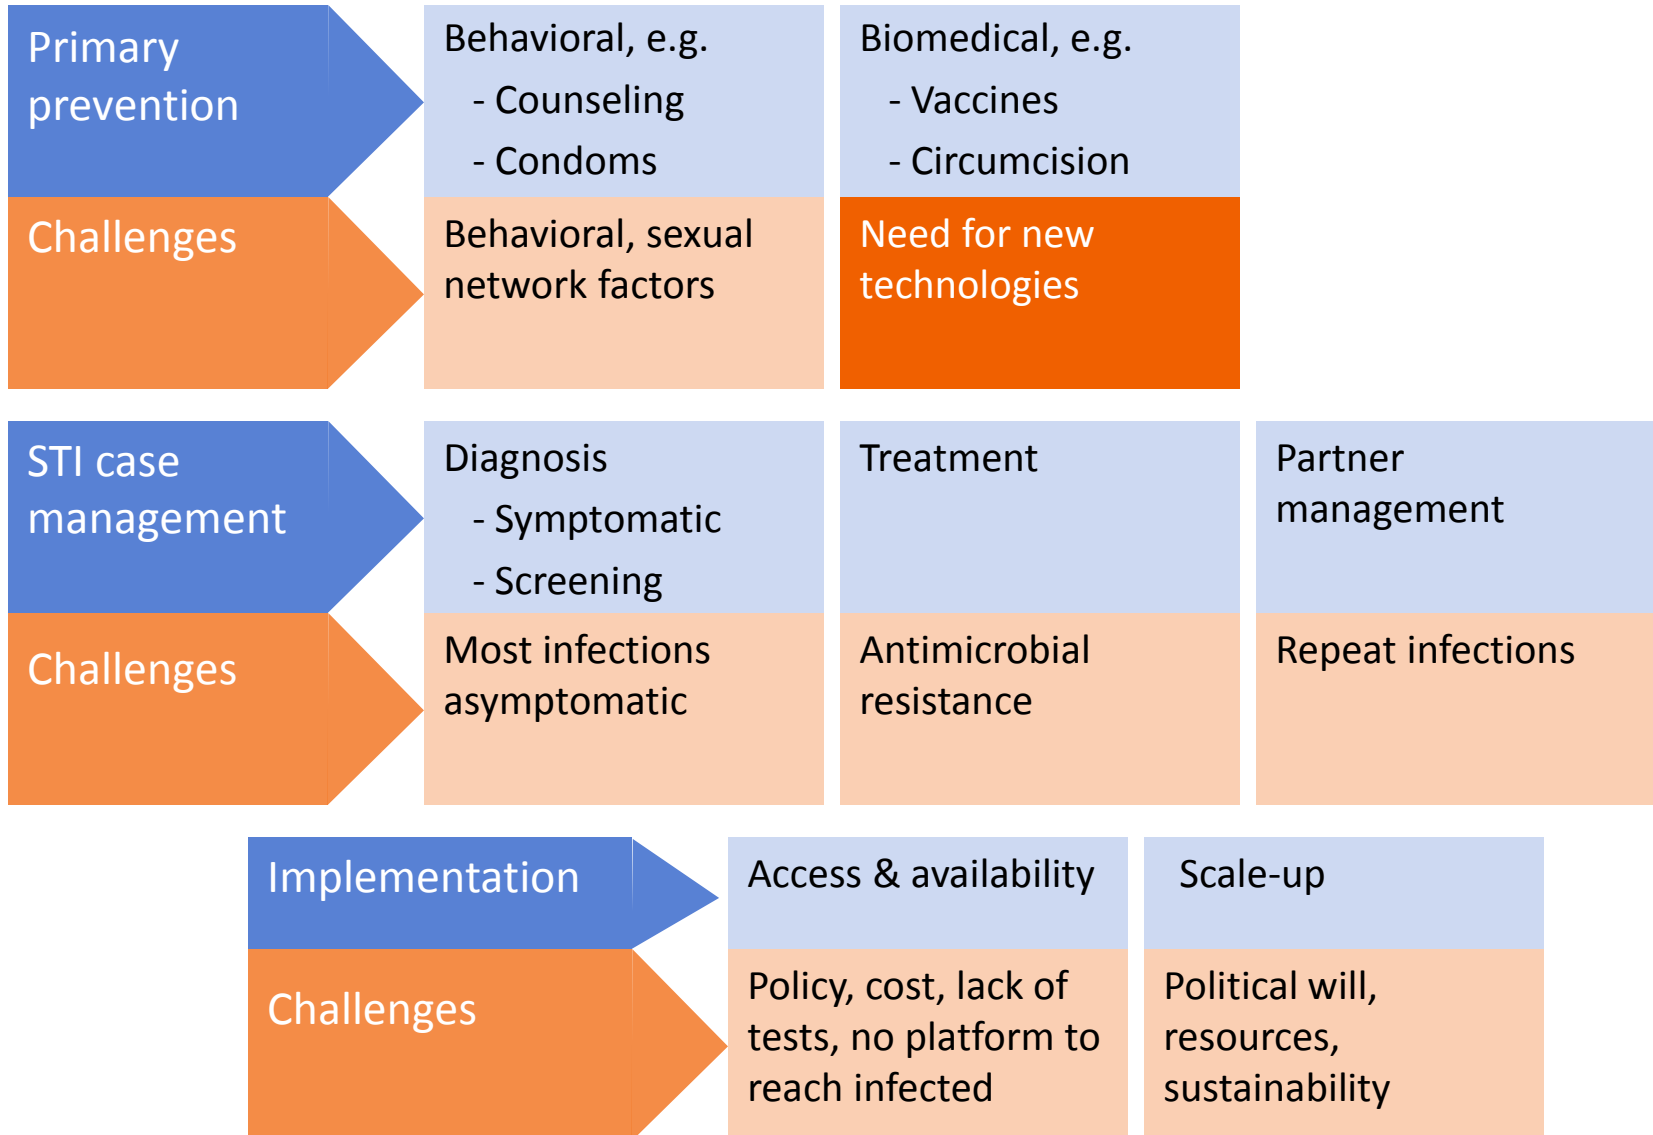 Primary
prevention
Behavioral, e.g.
- Counseling
- Condoms
Biomedical, e.g.
- Vaccines
- Circumcision
Challenges
Behavioral, sexual
network factors
Need for new
technologies
STI case
management
Diagnosis
- Symptomatic
- Screening
Treatment
Partner
management
Challenges
Most infections
asymptomatic
Antimicrobial
resistance
Repeat infections
Implementation
Access & availability
Scale-up
Challenges
Policy, cost, lack of
tests, no platform to
reach infected
Political will,
resources,
sustainability